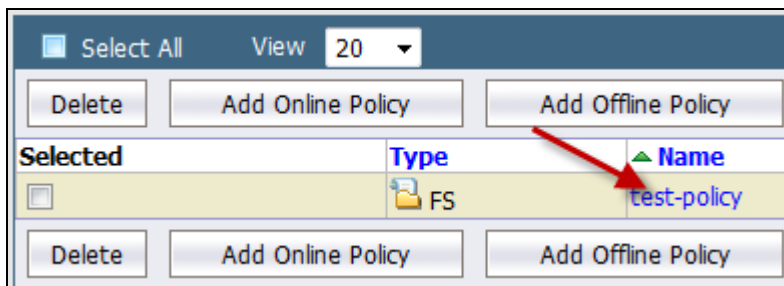 Select All View 20
Delete Add Online Policy Add Offline Policy
Selected Type Name
FS test-policy
Delete Add Online Policy Add Offline Policy